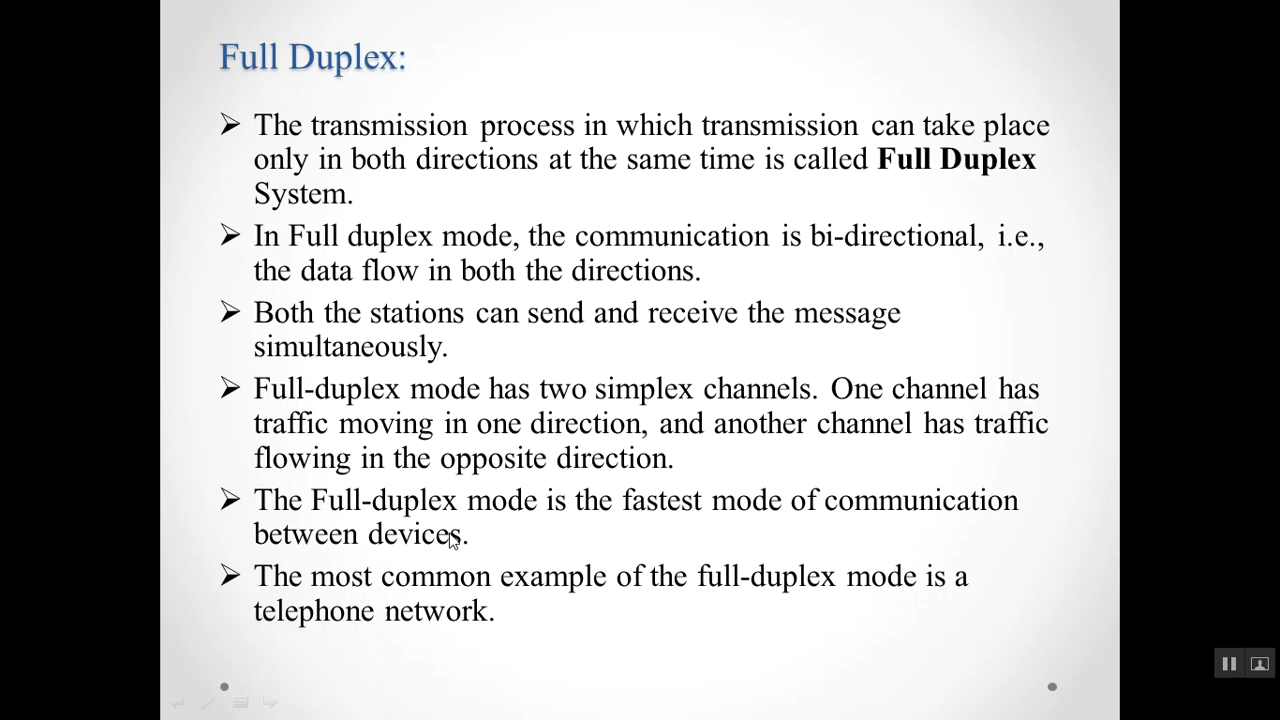 Full Duplex:
The transmission process in which transmission can take place
only in both directions at the same time is called Full Duplex
System.
In Full duplex mode, the communication is bi-directional, i.e.,
the data flow in both the directions.
Both the stations can send and receive the message
simultaneously.
Full-duplex mode has two simplex channels. One channel has
traffic moving in one direction, and another channel has traffic
flowing in the opposite direction.
The Full-duplex mode is the fastest mode of communication
between devices.
The most common example of the full-duplex mode is a
telephone network.